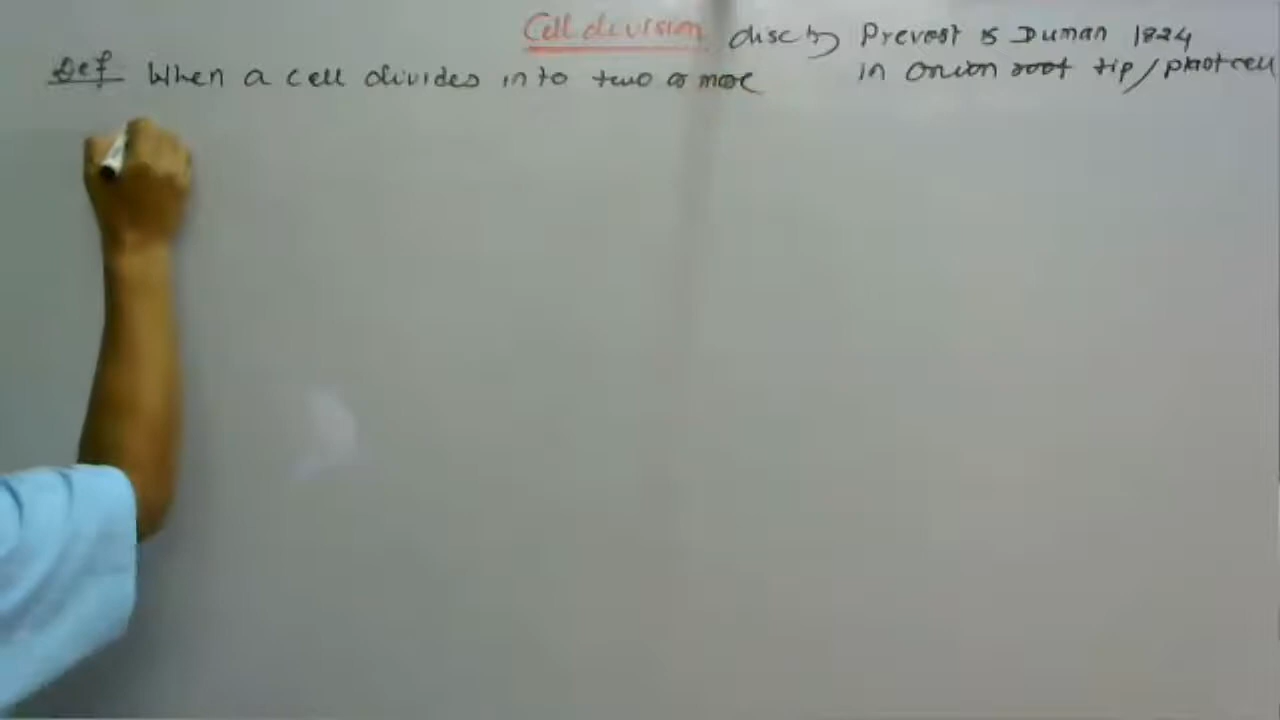 Cell division disc by Prevost & Duman 1824
in onion root tip/plant cell
Def When a cell divides into two or more